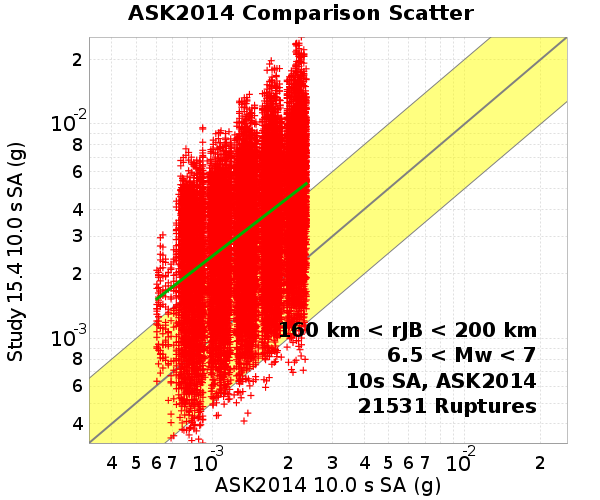 ASK2014 Comparison Scatter
Study 15.4 10.0 s SA (g)
2
10-2
8
6
4
3
2
10-3
8
6
4
160 km < rJB < 200 km
6.5 < Mw < 7
10s SA, ASK2014
21531 Ruptures
4 5 6 7 10-3 2 3 4 5 6 7 8 10-2 2
ASK2014 10.0 s SA (g)